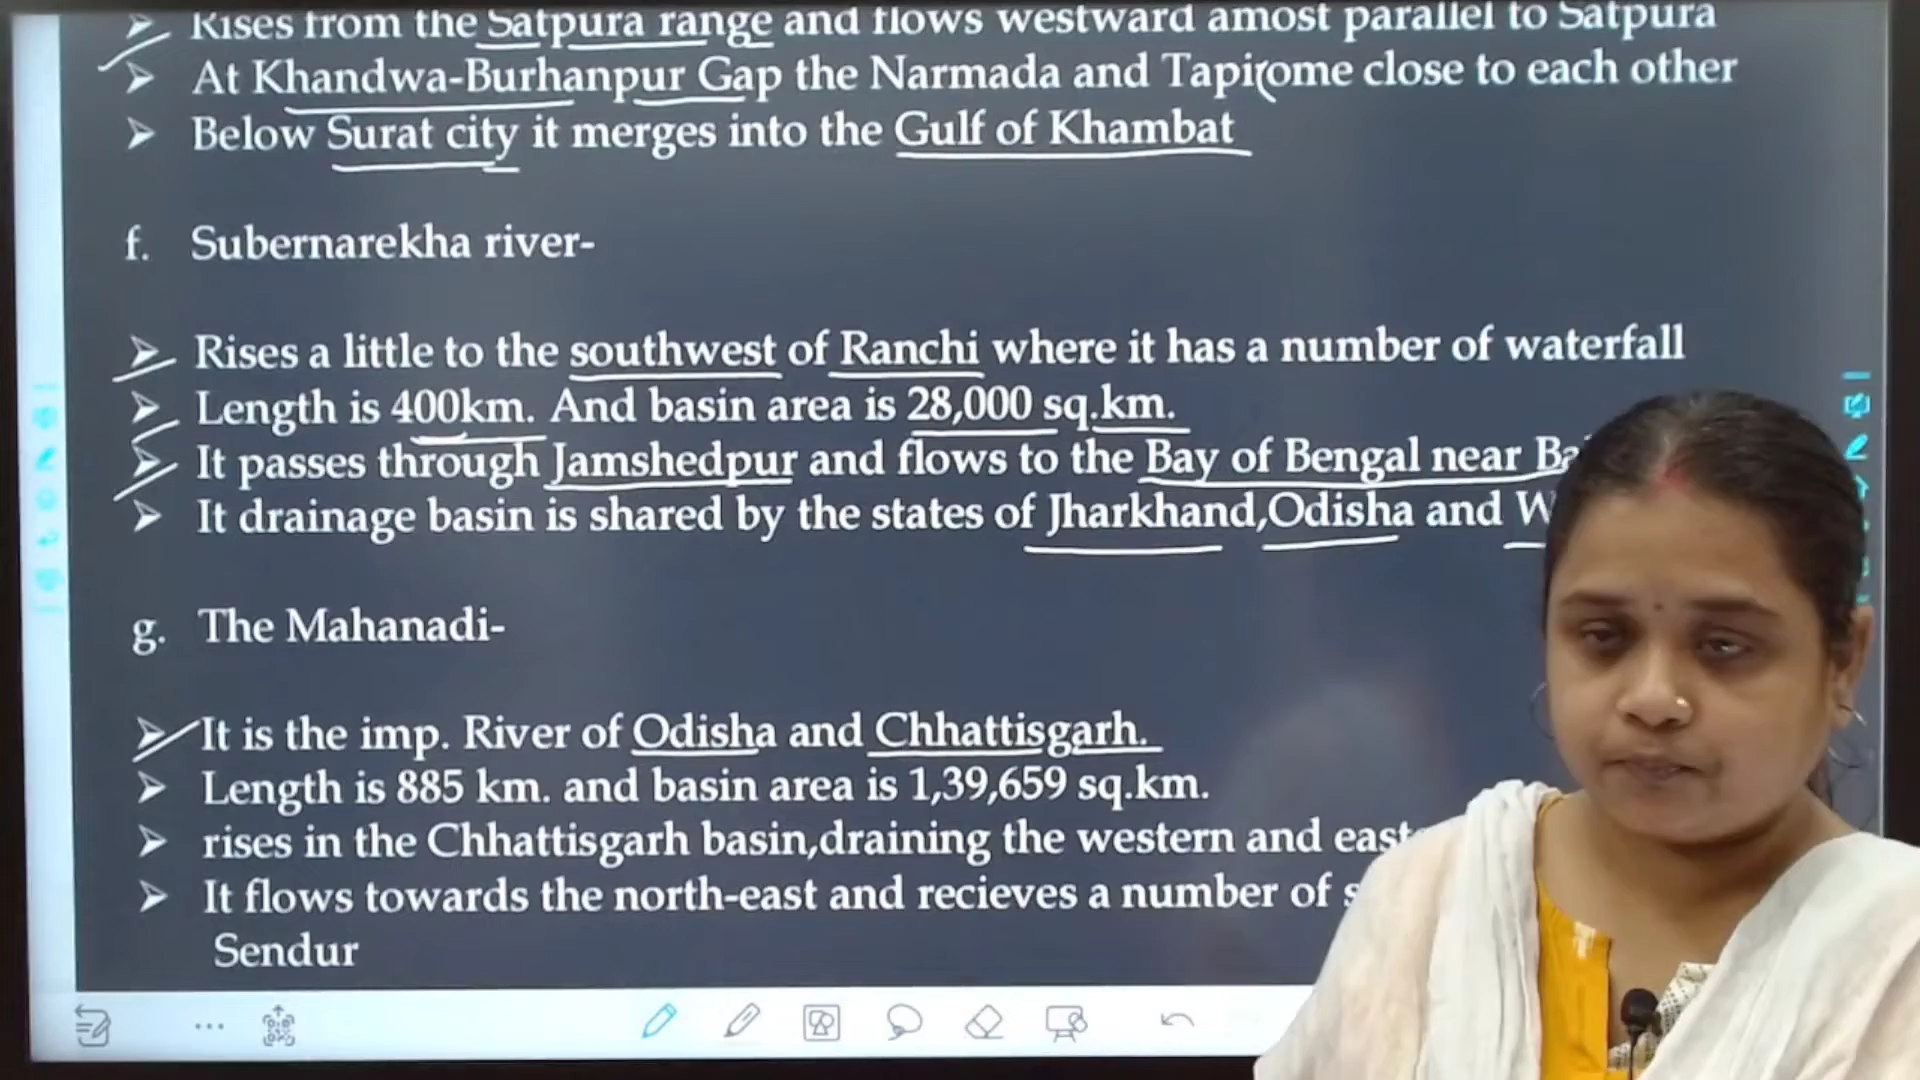 Rises from the Satpura range and flows westward amost parallel to Satpura
At Khandwa-Burhanpur Gap the Narmada and Tapi come close to each other
Below Surat city it merges into the Gulf of Khambat
f. Subernarekha river-
Rises a little to the southwest of Ranchi where it has a number of waterfall
Length is 400km. And basin area is 28,000 sq.km.
It passes through Jamshedpur and flows to the Bay of Bengal near
It drainage basin is shared by the states of Jharkhand,Odisha and
g. The Mahanadi-
It is the imp. River of Odisha and Chhattisgarh.
Length is 885 km. and basin area is 1,39,659 sq.km.
rises in the Chhattisgarh basin,draining the western and
It flows towards the north-east and recieves a number of
Sendur